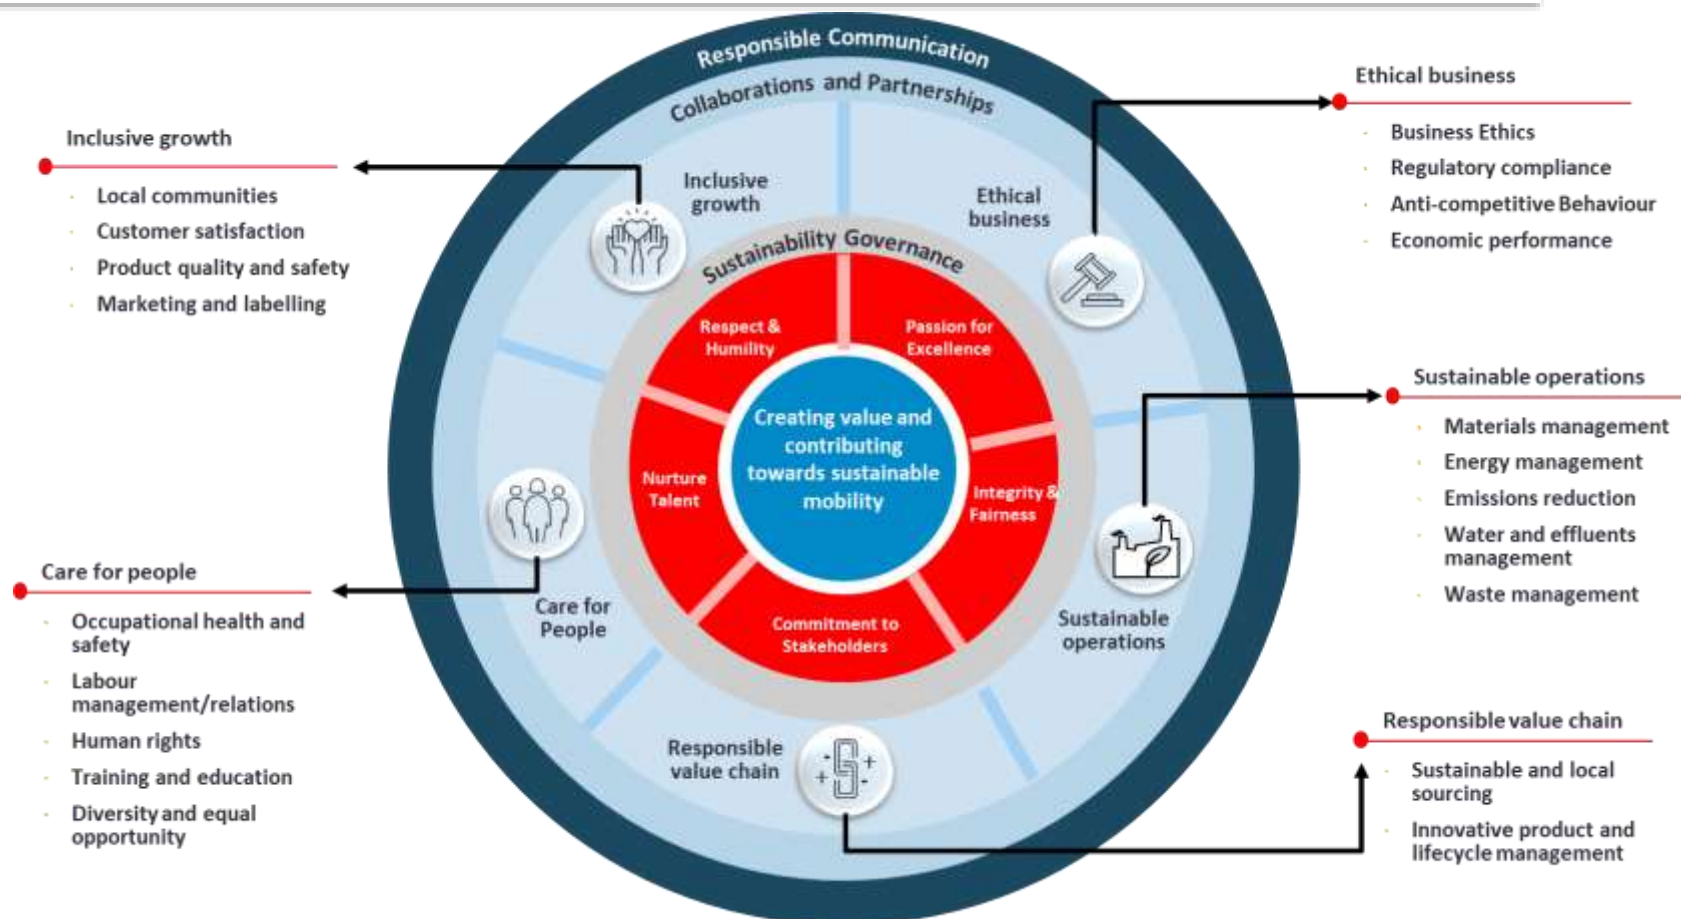 Responsible Communication
Collaborations and Partnerships
Inclusive
growth
Ethical
business
Sustainability Governance
Respect &
Humility
Passion for
Excellence
Creating value and
contributing
towards sustainable
mobility
Nurture
Talent
Integrity &
Fairness
Commitment to
Stakeholders
Care for
People
Sustainable
operations
Responsible
value chain
Inclusive growth
Local communities
Customer satisfaction
Product quality and safety
Marketing and labelling
Care for people
Occupational health and
safety
Labour
management/relations
Human rights
Training and education
Diversity and equal
opportunity
Ethical business
Business Ethics
Regulatory compliance
Anti-competitive Behaviour
Economic performance
Sustainable operations
Materials management
Energy management
Emissions reduction
Water and effluents
management
Waste management
Responsible value chain
Sustainable and local
sourcing
Innovative product and
lifecycle management